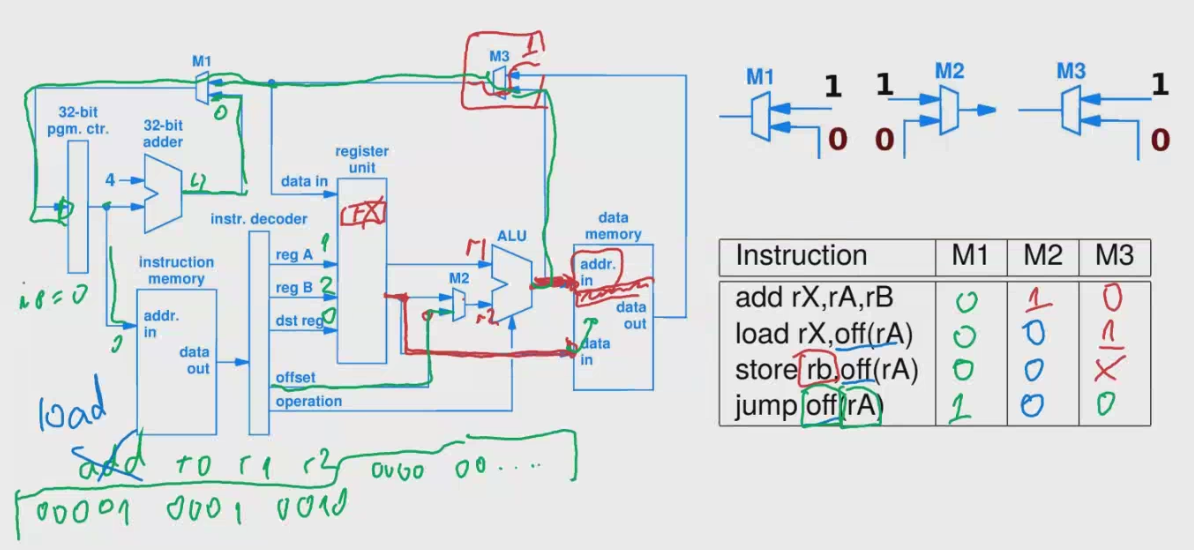 M1
M3
1
0
32-bit
pgm. ctr.
32-bit
adder
4
4
register
unit
data in
rX
instr. decoder
reg A
1
reg B
2
dst reg
0
offset
operation
instruction
memory
addr.
in
data
out
is = 0
0
r1
M2
r2
ALU
data
memory
addr.
in
data
out
data
in
load
add r0 r1 r2 0000 00.....
00001 0001 0010
M1
1
0
1
0
M2
M3
1
0
Instruction M1 M2 M3
add rX,rA,rB 0 1 0
load rX,off(rA) 0 0 1
store rb,off(rA) 0 0 X
jump off(rA) 1 0 0